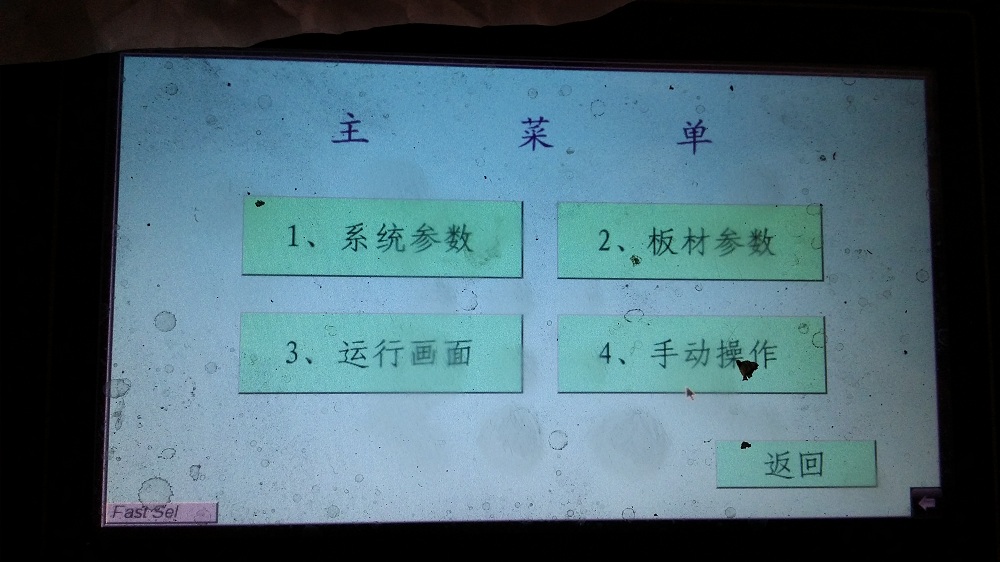 主 菜 单
1、系统参数
2、板材参数
3、运行画面
4、手动操作
返回
Fast Sel